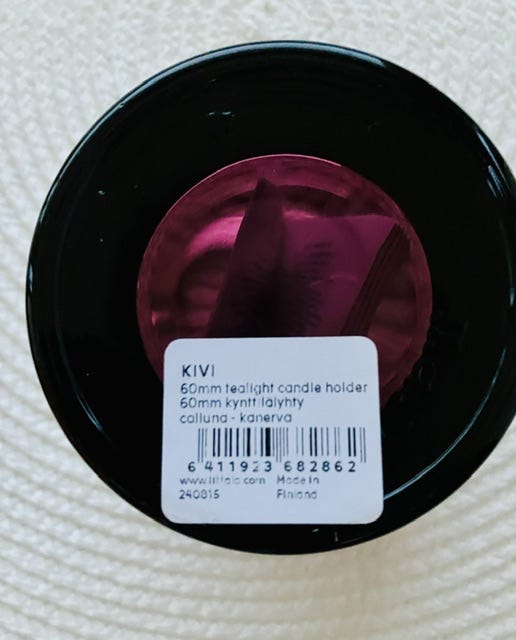 KIVI
60mm tealight candle holder
60mm kynttilälyhty
calluna - kanerva
6 411923 682862
www.iittala.com Made in
240815 Finland